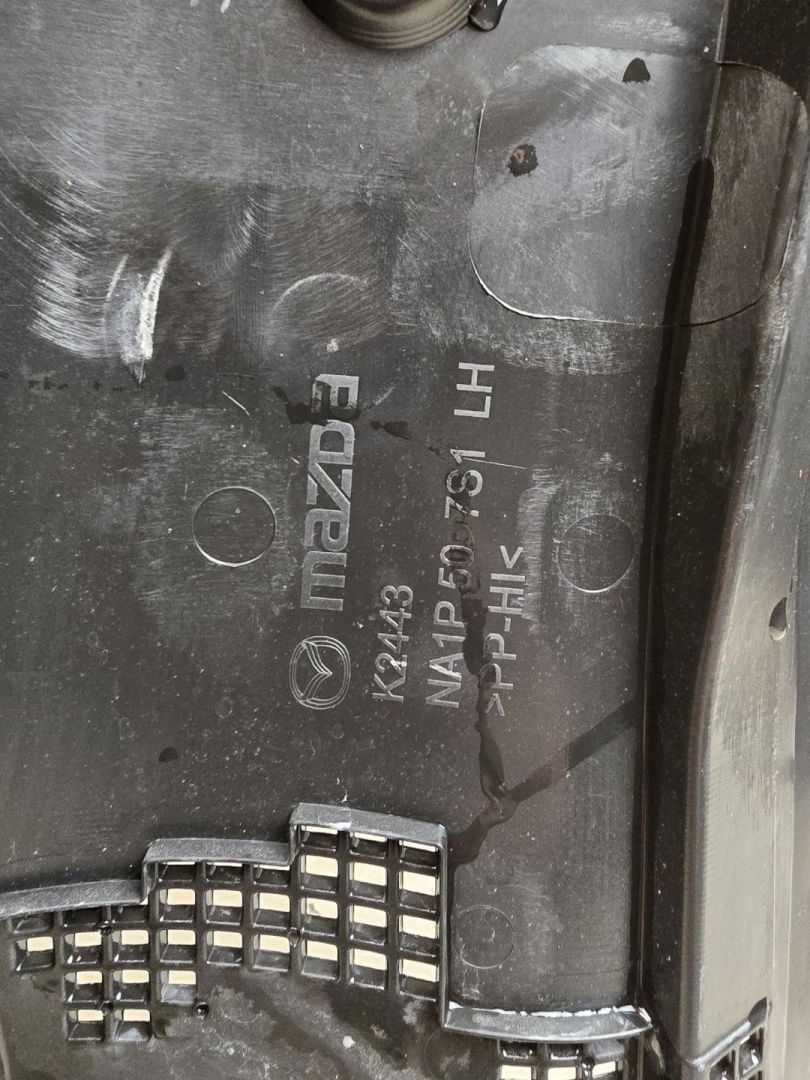 mazda
K2443
NA1P 50 7S1 LH
>PP-HI<